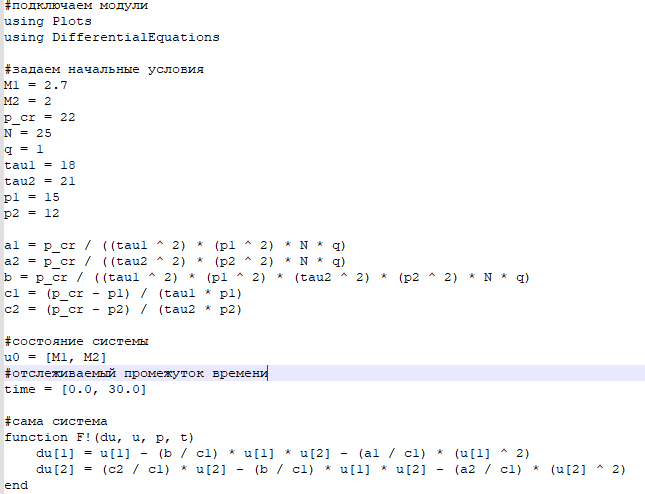 #подключаем модули
using Plots
using DifferentialEquations
#задаем начальные условия
M1 = 2.7
M2 = 2
p_cr = 22
N = 25
q = 1
tau1 = 18
tau2 = 21
p1 = 15
p2 = 12
a1 = p_cr / ((tau1 ^ 2) * (p1 ^ 2) * N * q)
a2 = p_cr / ((tau2 ^ 2) * (p2 ^ 2) * N * q)
b = p_cr / ((tau1 ^ 2) * (p1 ^ 2) * (tau2 ^ 2) * (p2 ^ 2) * N * q)
c1 = (p_cr - p1) / (tau1 * p1)
c2 = (p_cr - p2) / (tau2 * p2)
#состояние системы
u0 = [M1, M2]
#отслеживаемый промежуток времени
time = [0.0, 30.0]
#сама система
function F!(du, u, p, t)
    du[1] = u[1] - (b / c1) * u[1] * u[2] - (a1 / c1) * (u[1] ^ 2)
    du[2] = (c2 / c1) * u[2] - (b / c1) * u[1] * u[2] - (a2 / c1) * (u[2] ^ 2)
end